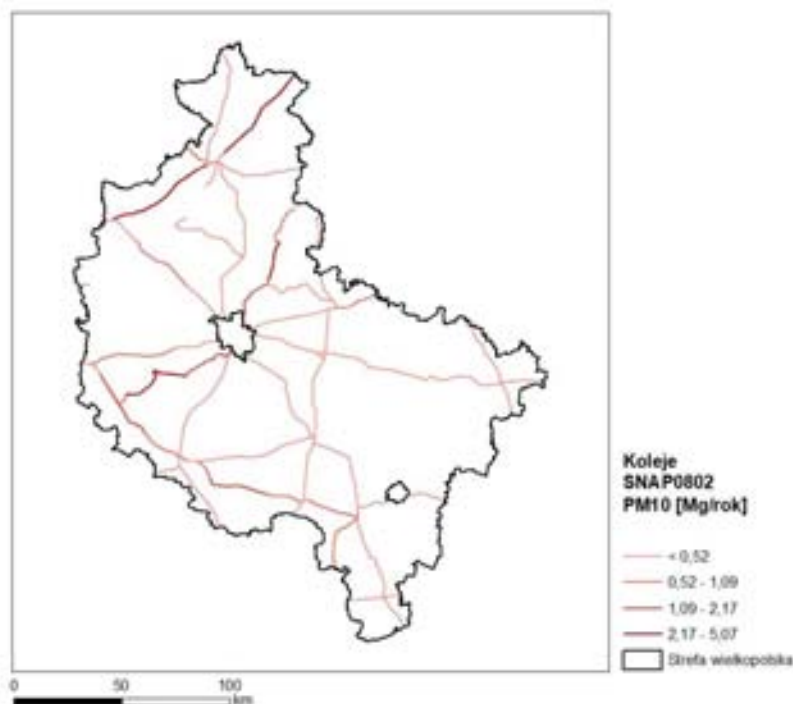 Koleje
SNAP0802
PM10 [Mg/rok]
< 0,52
0,52 - 1,09
1,09 - 2,17
2,17 - 5,07
Strefa wielkopolska
0 50 100
km